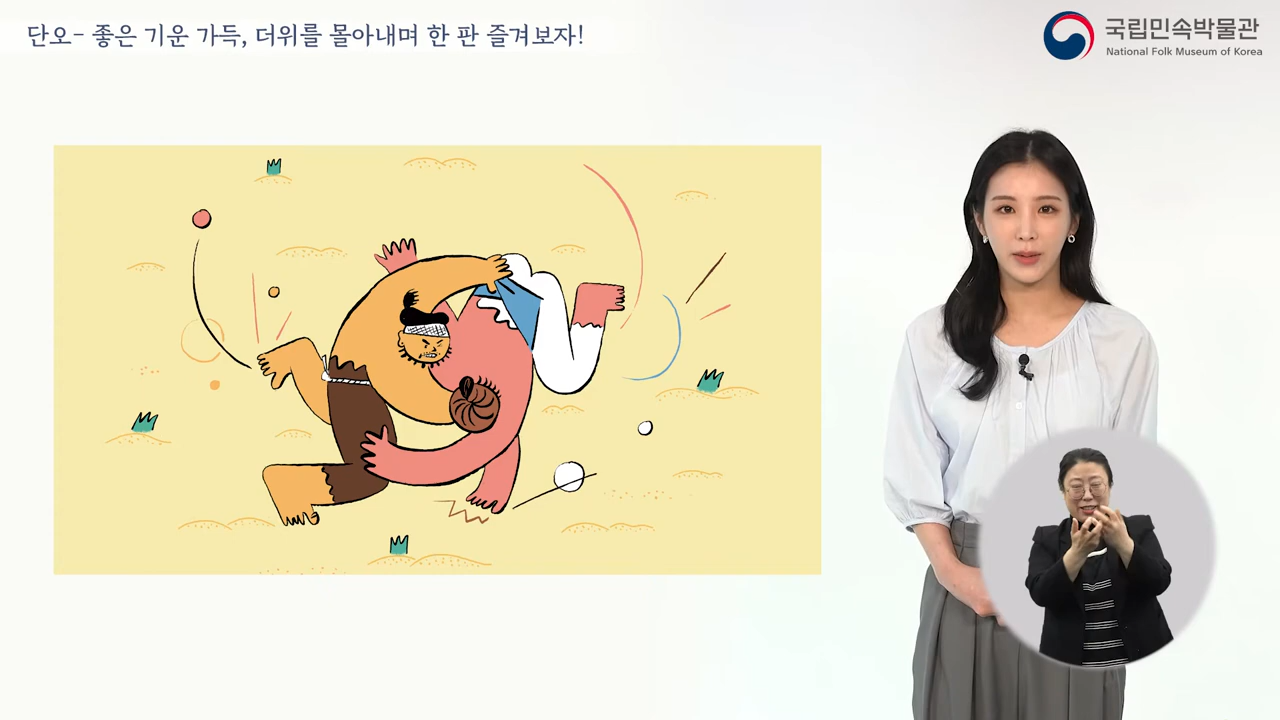 단오- 좋은 기운 가득, 더위를 몰아내며 한 판 즐겨보자!
국립민속박물관
National Folk Museum of Korea